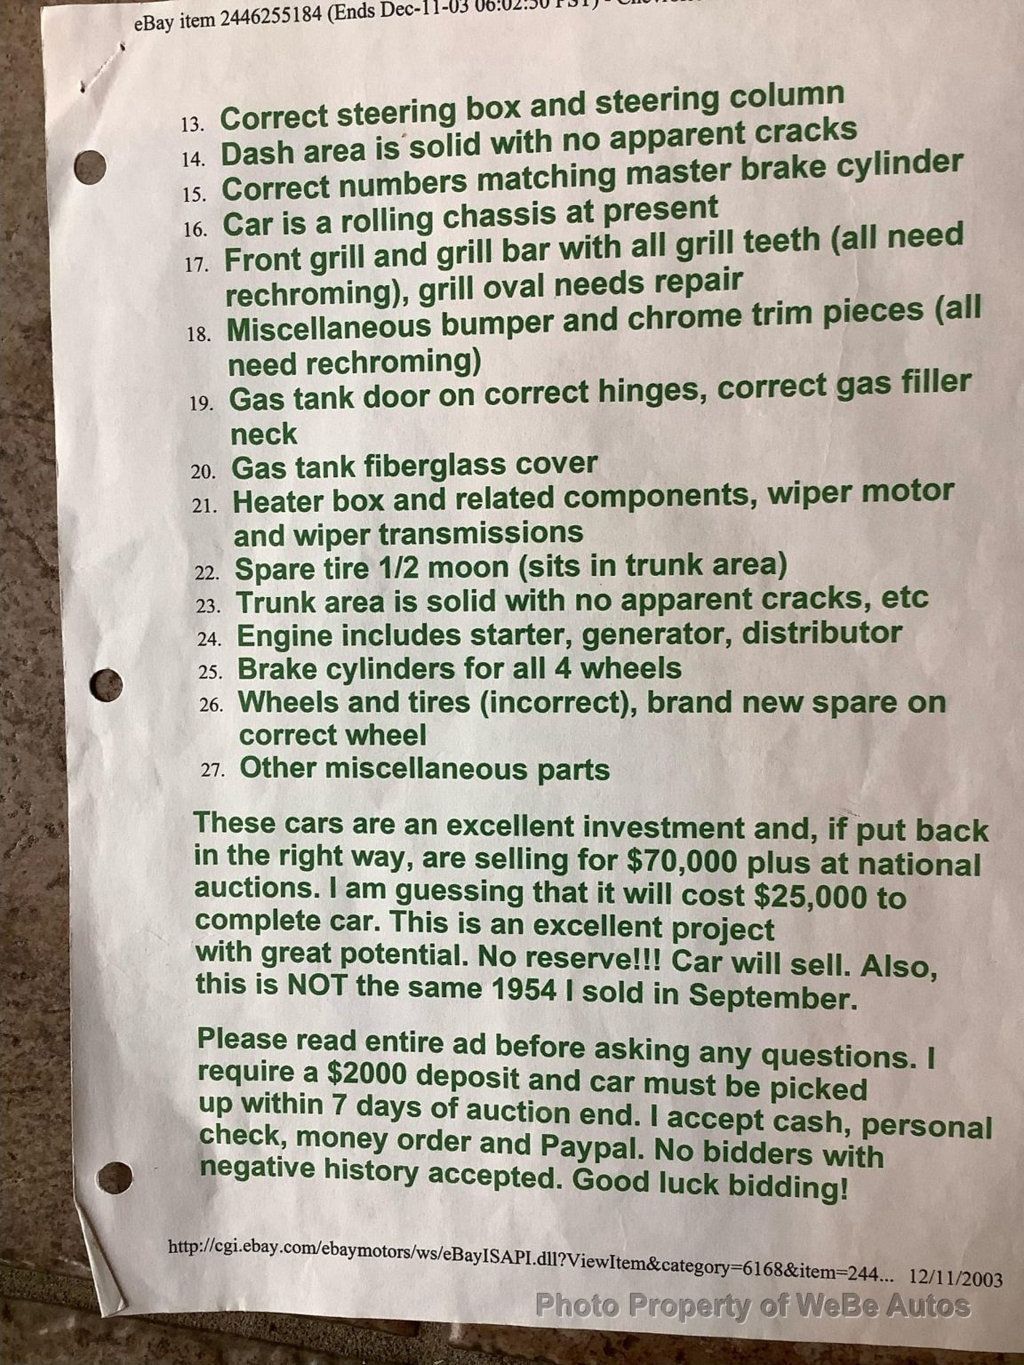 eBay item 2446255184 (Ends Dec-11-03 06:02:50 PST) -
13. Correct steering box and steering column
14. Dash area is solid with no apparent cracks
15. Correct numbers matching master brake cylinder
16. Car is a rolling chassis at present
17. Front grill and grill bar with all grill teeth (all need
rechroming), grill oval needs repair
18. Miscellaneous bumper and chrome trim pieces (all
need rechroming)
19. Gas tank door on correct hinges, correct gas filler
neck
20. Gas tank fiberglass cover
21. Heater box and related components, wiper motor
and wiper transmissions
22. Spare tire 1/2 moon (sits in trunk area)
23. Trunk area is solid with no apparent cracks, etc
24. Engine includes starter, generator, distributor
25. Brake cylinders for all 4 wheels
26. Wheels and tires (incorrect), brand new spare on
correct wheel
27. Other miscellaneous parts
These cars are an excellent investment and, if put back
in the right way, are selling for $70,000 plus at national
auctions. I am guessing that it will cost $25,000 to
complete car. This is an excellent project
with great potential. No reserve!!! Car will sell. Also,
this is NOT the same 1954 I sold in September.
Please read entire ad before asking any questions. I
require a $2000 deposit and car must be picked
up within 7 days of auction end. I accept cash, personal
check, money order and Paypal. No bidders with
negative history accepted. Good luck bidding!
http://cgi.ebay.com/ebaymotors/ws/eBayISAPI.dll?ViewItem&category=6168&item=244... 12/11/2003
Photo Property of WeBe Autos